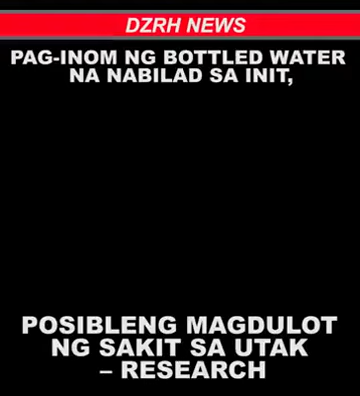 DZRH NEWS
PAG-INOM NG BOTTLED WATER
NA NABILAD SA INIT,
POSIBLENG MAGDULOT
NG SAKIT SA UTAK
– RESEARCH